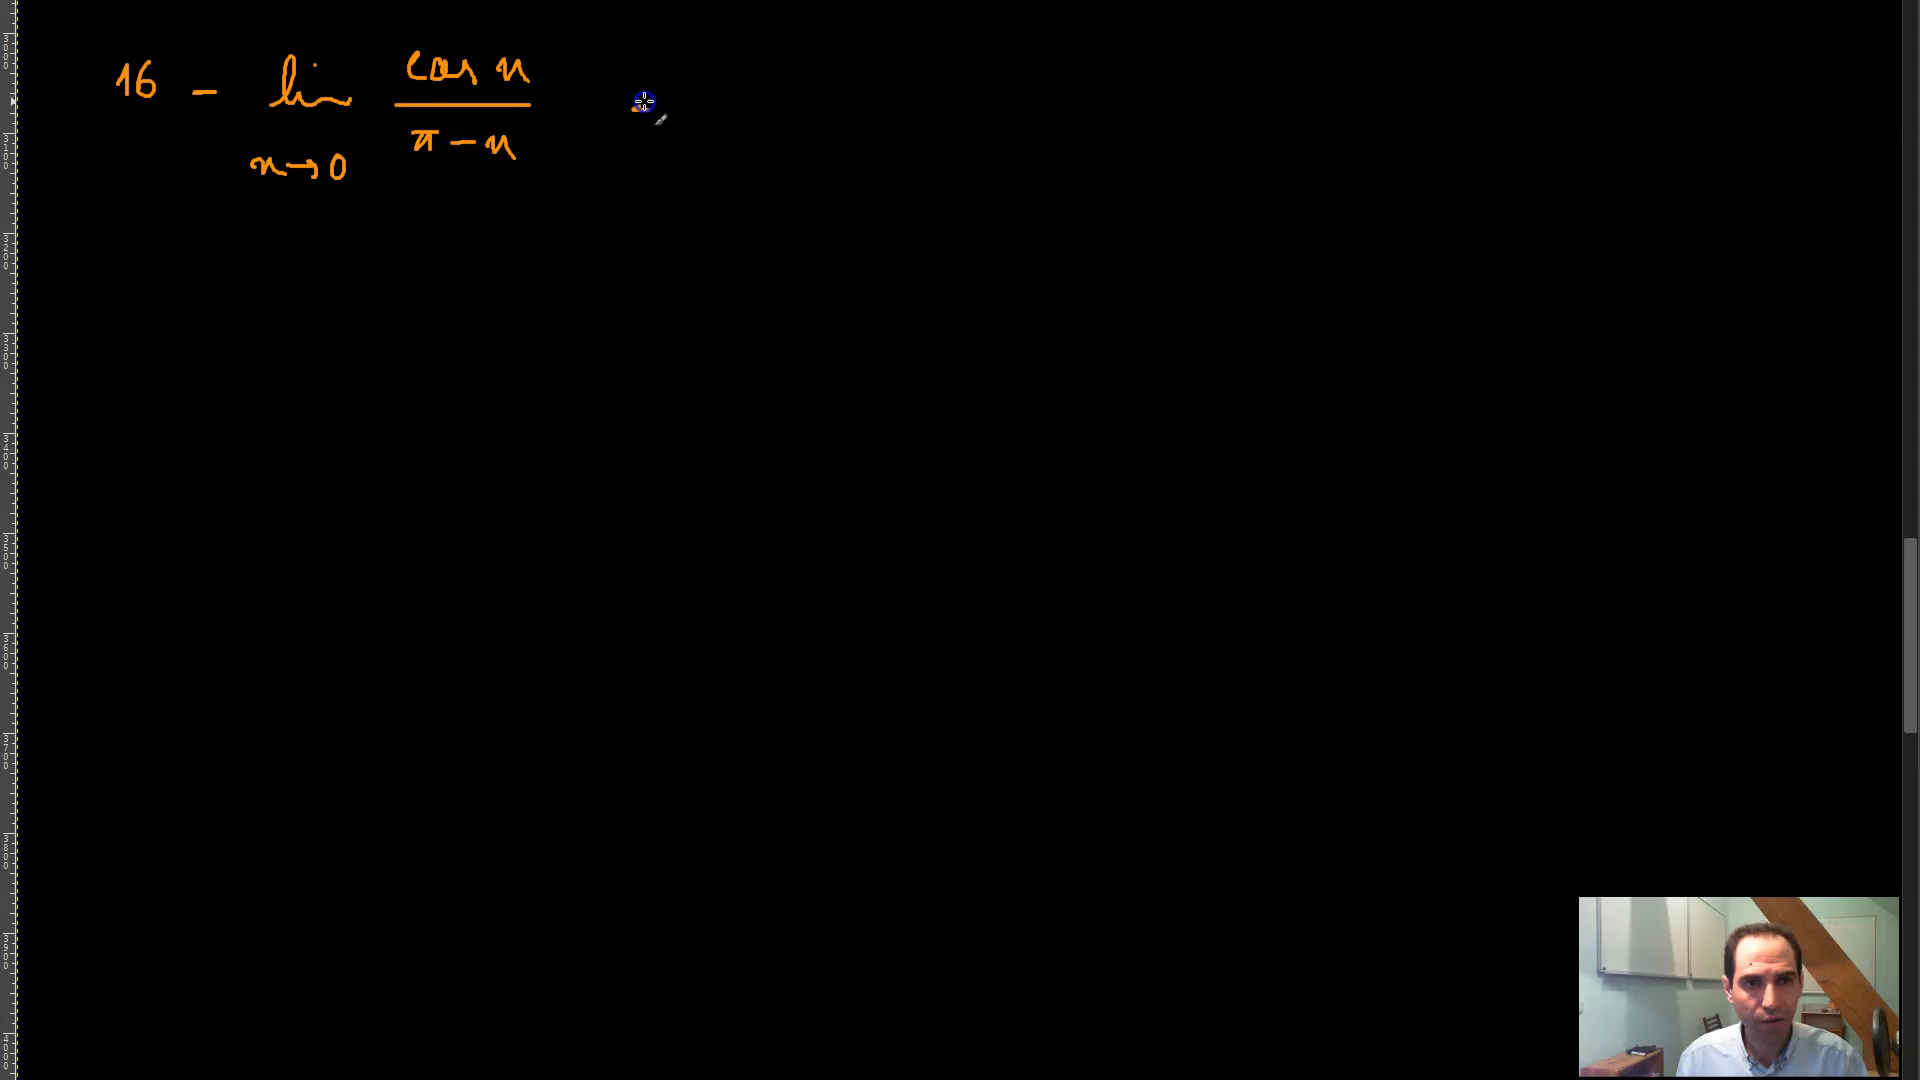 16 - lim cos x / π - x
x → 0